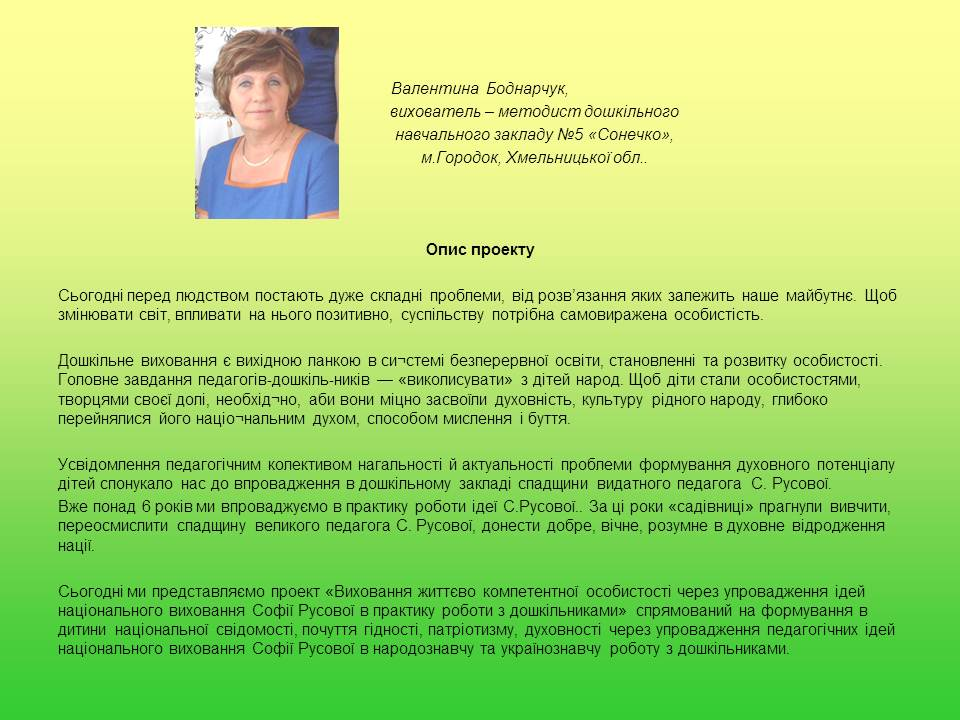 Валентина Боднарчук,
вихователь – методист дошкільного
навчального закладу №5 «Сонечко»,
м.Городок, Хмельницької обл..
Опис проекту
Сьогодні перед людством постають дуже складні проблеми, від розв’язання яких залежить наше майбутнє. Щоб
змінювати світ, впливати на нього позитивно, суспільству потрібна самовиражена особистість.
Дошкільне виховання є вихідною ланкою в си¬стемі безперервної освіти, становленні та розвитку особистості.
Головне завдання педагогів-дошкіль-ників — «виколисувати» з дітей народ. Щоб діти стали особистостями,
творцями своєї долі, необхід¬но, аби вони міцно засвоїли духовність, культуру рідного народу, глибоко
перейнялися його націо¬нальним духом, способом мислення і буття.
Усвідомлення педагогічним колективом нагальності й актуальності проблеми формування духовного потенціалу
дітей спонукало нас до впровадження в дошкільному закладі спадщини видатного педагога С. Русової.
Вже понад 6 років ми впроваджуємо в практику роботи ідеї С.Русової.. За ці роки «садівниці» прагнули вивчити,
переосмислити спадщину великого педагога С. Русової, донести добре, вічне, розумне в духовне відродження
нації.
Сьогодні ми представляємо проект «Виховання життєво компетентної особистості через упровадження ідей
національного виховання Софії Русової в практику роботи з дошкільниками» спрямований на формування в
дитини національної свідомості, почуття гідності, патріотизму, духовності через упровадження педагогічних ідей
національного виховання Софії Русової в народознавчу та українознавчу роботу з дошкільниками.